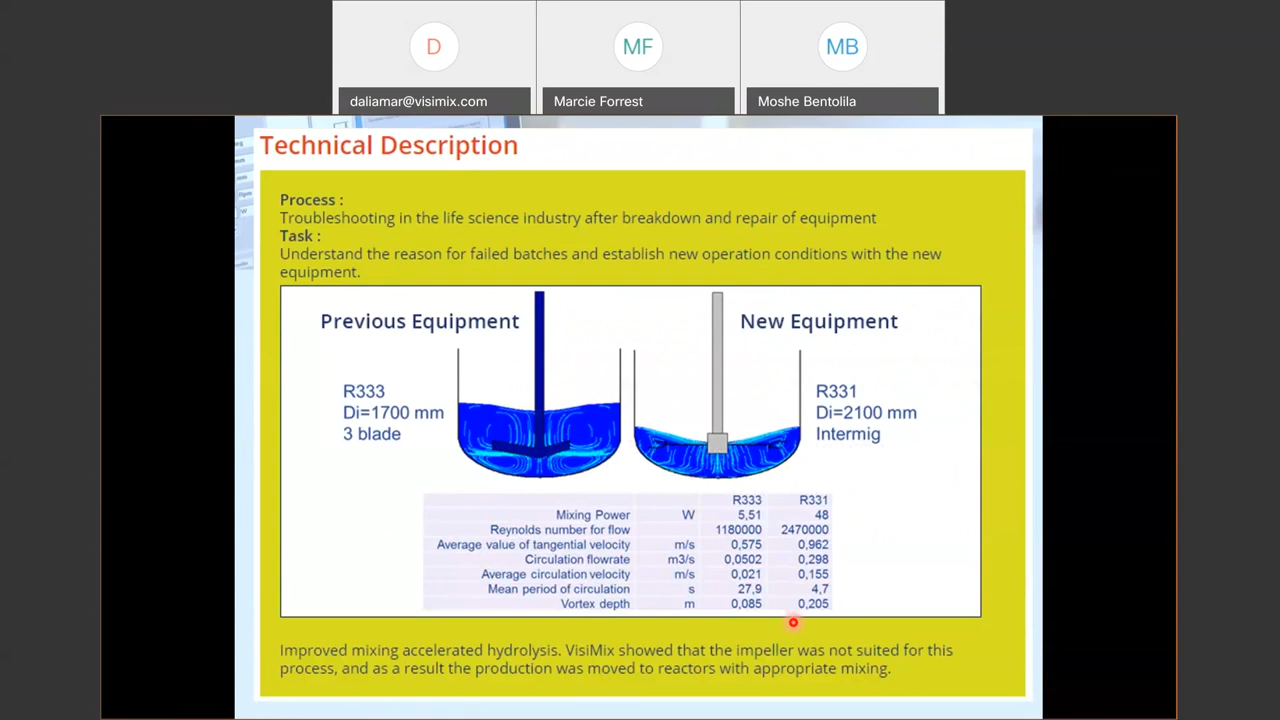 D
MF
MB
daliamar@visimix.com
Marcie Forrest
Moshe Bentolila
Technical Description
Process :
Troubleshooting in the life science industry after breakdown and repair of equipment
Task :
Understand the reason for failed batches and establish new operation conditions with the new
equipment.
Previous Equipment
New Equipment
R333
Di=1700 mm
3 blade
R331
Di=2100 mm
Intermig
R333 R331
Mixing Power W 5,51 48
Reynolds number for flow 1180000 2470000
Average value of tangential velocity m/s 0,575 0,962
Circulation flowrate m3/s 0,0502 0,298
Average circulation velocity m/s 0,021 0,155
Mean period of circulation s 27,9 4,7
Vortex depth m 0,085 0,205
Improved mixing accelerated hydrolysis. VisiMix showed that the impeller was not suited for this
process, and as a result the production was moved to reactors with appropriate mixing.